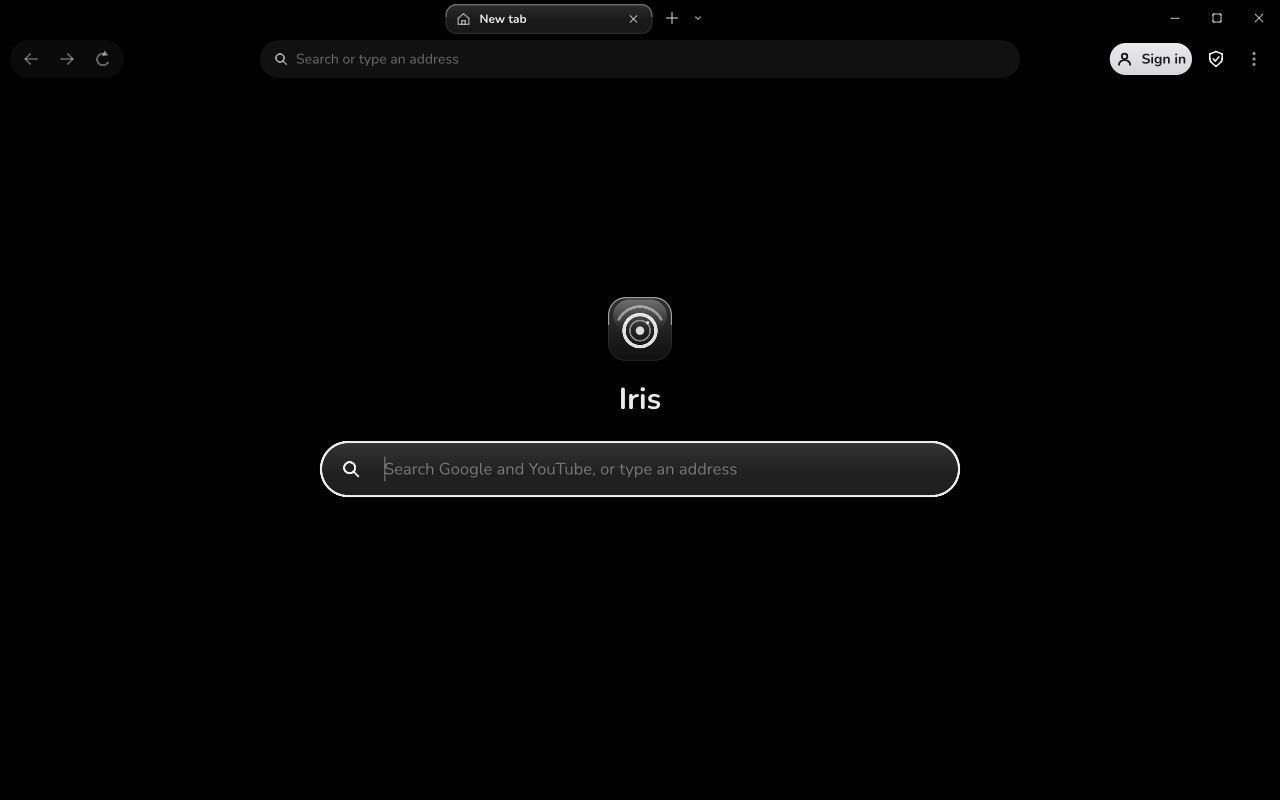 New tab
Search or type an address
Sign in
Iris
Search Google and YouTube, or type an address